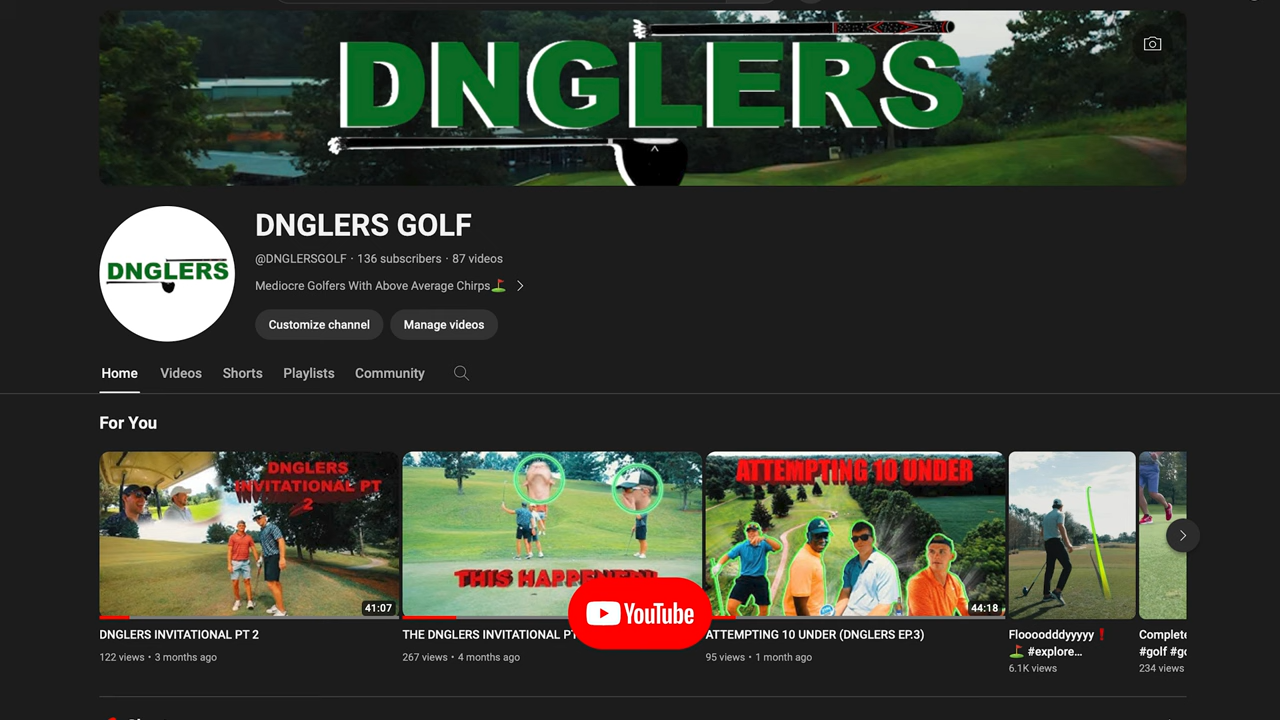 DNGLERS
DNGLERS
DNGLERS GOLF
@DNGLERSGOLF · 136 subscribers · 87 videos
Mediocre Golfers With Above Average Chirps⛳
Customize channel
Manage videos
Home
Videos
Shorts
Playlists
Community
For You
DNGLERS
INVITATIONAL PT
2
41:07
DNGLERS INVITATIONAL PT 2
122 views • 3 months ago
THIS HAPPENED
THE DNGLERS INVITATIONAL
267 views • 4 months ago
YouTube
ATTEMPTING 10 UNDER
44:18
ATTEMPTING 10 UNDER (DNGLERS EP.3)
95 views • 1 month ago
Floooodddyyyyy❗
⛳ #explore...
6.1K views
Complete
#golf
234 views